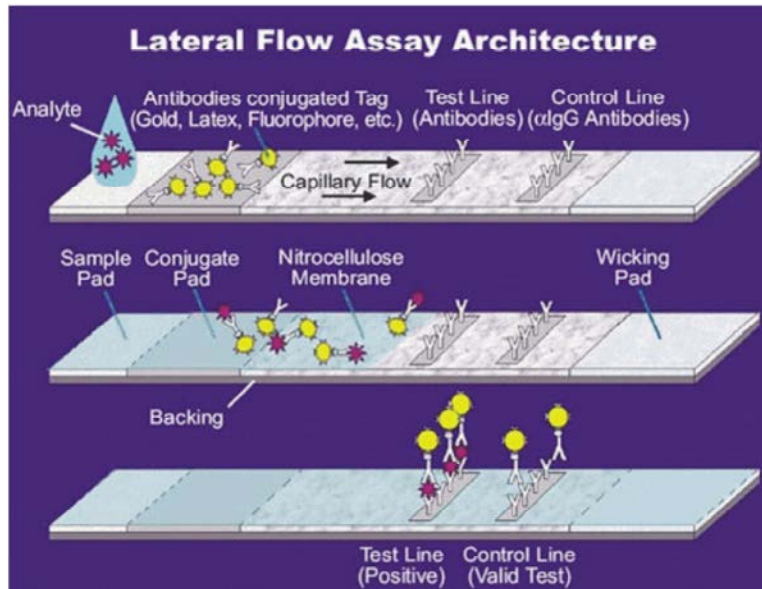 Lateral Flow Assay Architecture
Analyte
Antibodies conjugated Tag
(Gold, Latex, Fluorophore, etc.)
Test Line
(Antibodies)
Control Line
(αIgG Antibodies)
Capillary Flow
Sample
Pad
Conjugate
Pad
Nitrocellulose
Membrane
Wicking
Pad
Backing
Test Line
(Positive)
Control Line
(Valid Test)